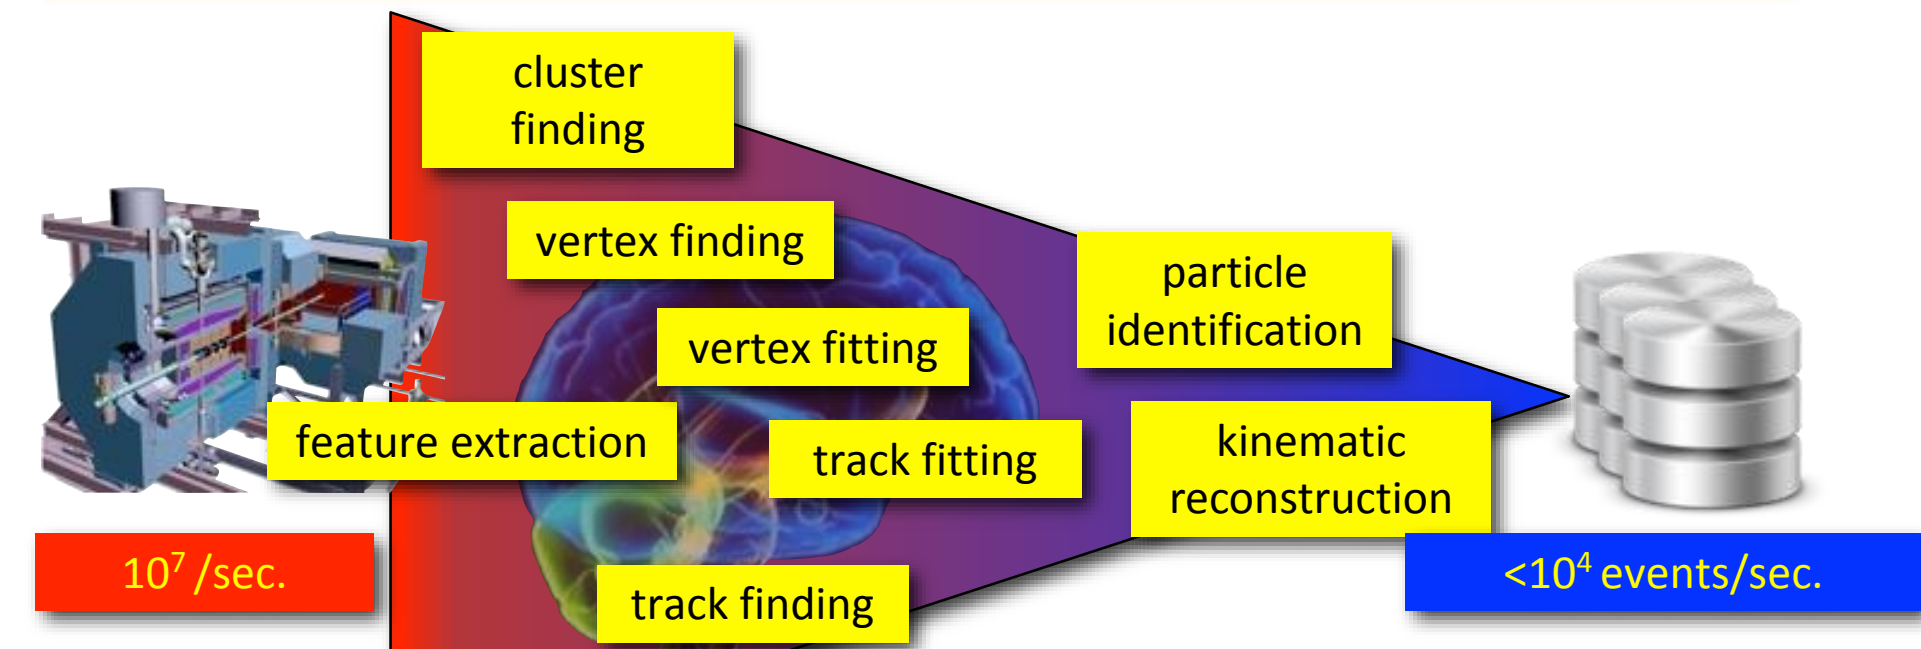 cluster
finding
vertex finding
particle
identification
vertex fitting
feature extraction
track fitting
kinematic
reconstruction
10⁷ /sec.
<10⁴ events/sec.
track finding